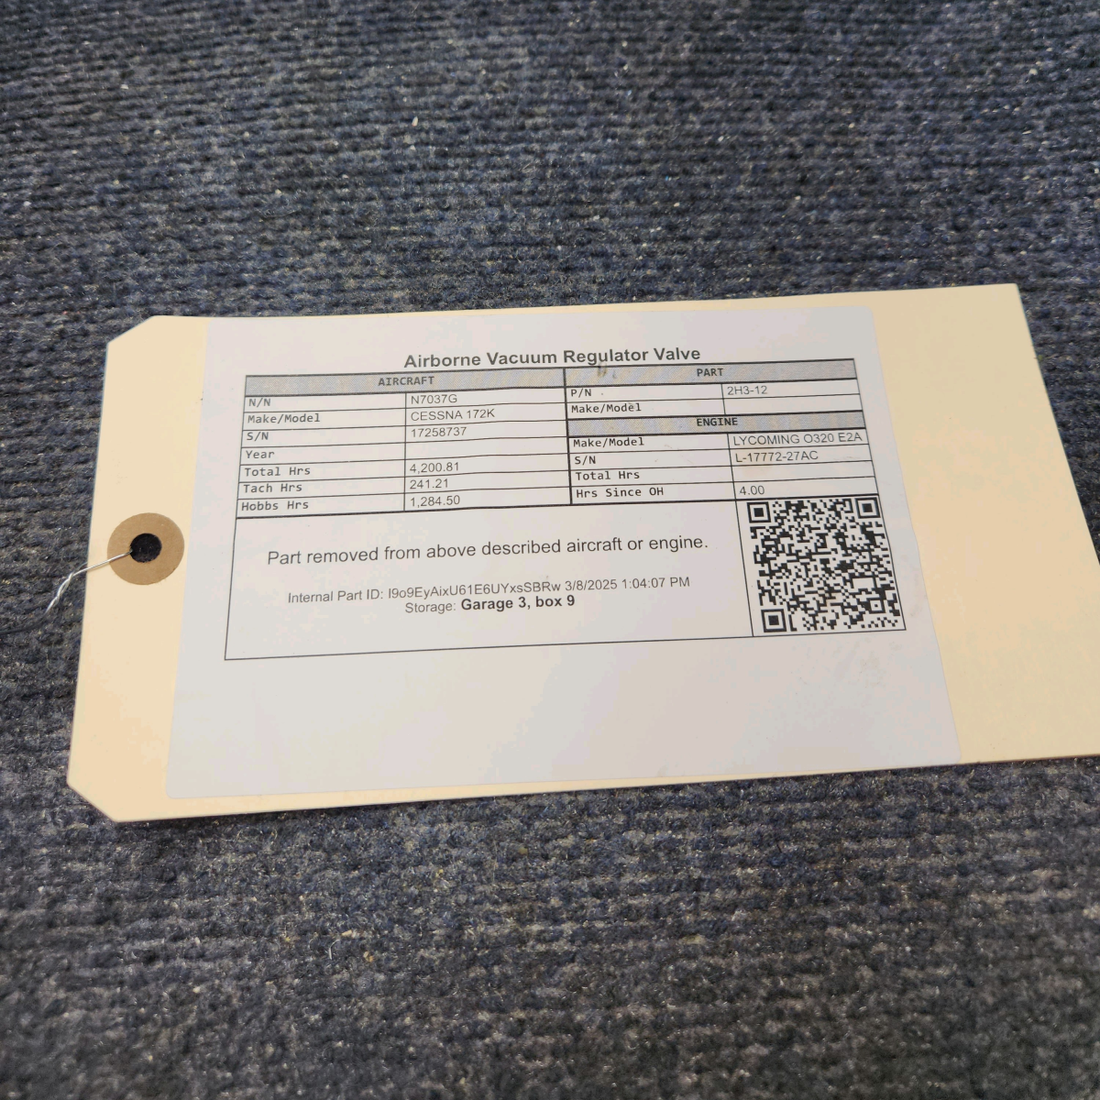 Airborne Vacuum Regulator Valve
AIRCRAFT
N/N N7037G
Make/Model CESSNA 172K
S/N 17258737
Year
Total Hrs 4,200.81
Tach Hrs 241.21
Hobbs Hrs 1,284.50
PART
P/N 2H3-12
Make/Model
ENGINE
Make/Model LYCOMING O320 E2A
S/N L-17772-27AC
Total Hrs
Hrs Since OH 4.00
Part removed from above described aircraft or engine.
Internal Part ID: I9o9EyAixU61E6UYxsSBRw 3/8/2025 1:04:07 PM
Storage: Garage 3, box 9